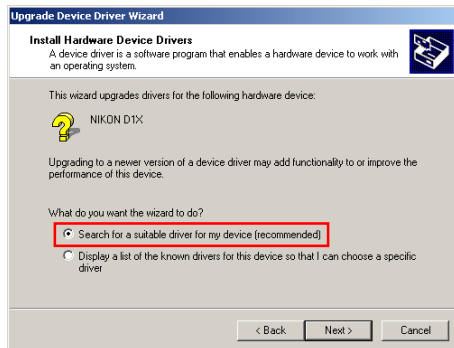 Upgrade Device Driver Wizard
Install Hardware Device Drivers
A device driver is a software program that enables a hardware device to work with
an operating system.
This wizard upgrades drivers for the following hardware device:
NIKON D1X
Upgrading to a newer version of a device driver may add functionality to or improve the
performance of this device.
What do you want the wizard to do?
Search for a suitable driver for my device (recommended)
Display a list of the known drivers for this device so that I can choose a specific
driver
< Back Next > Cancel